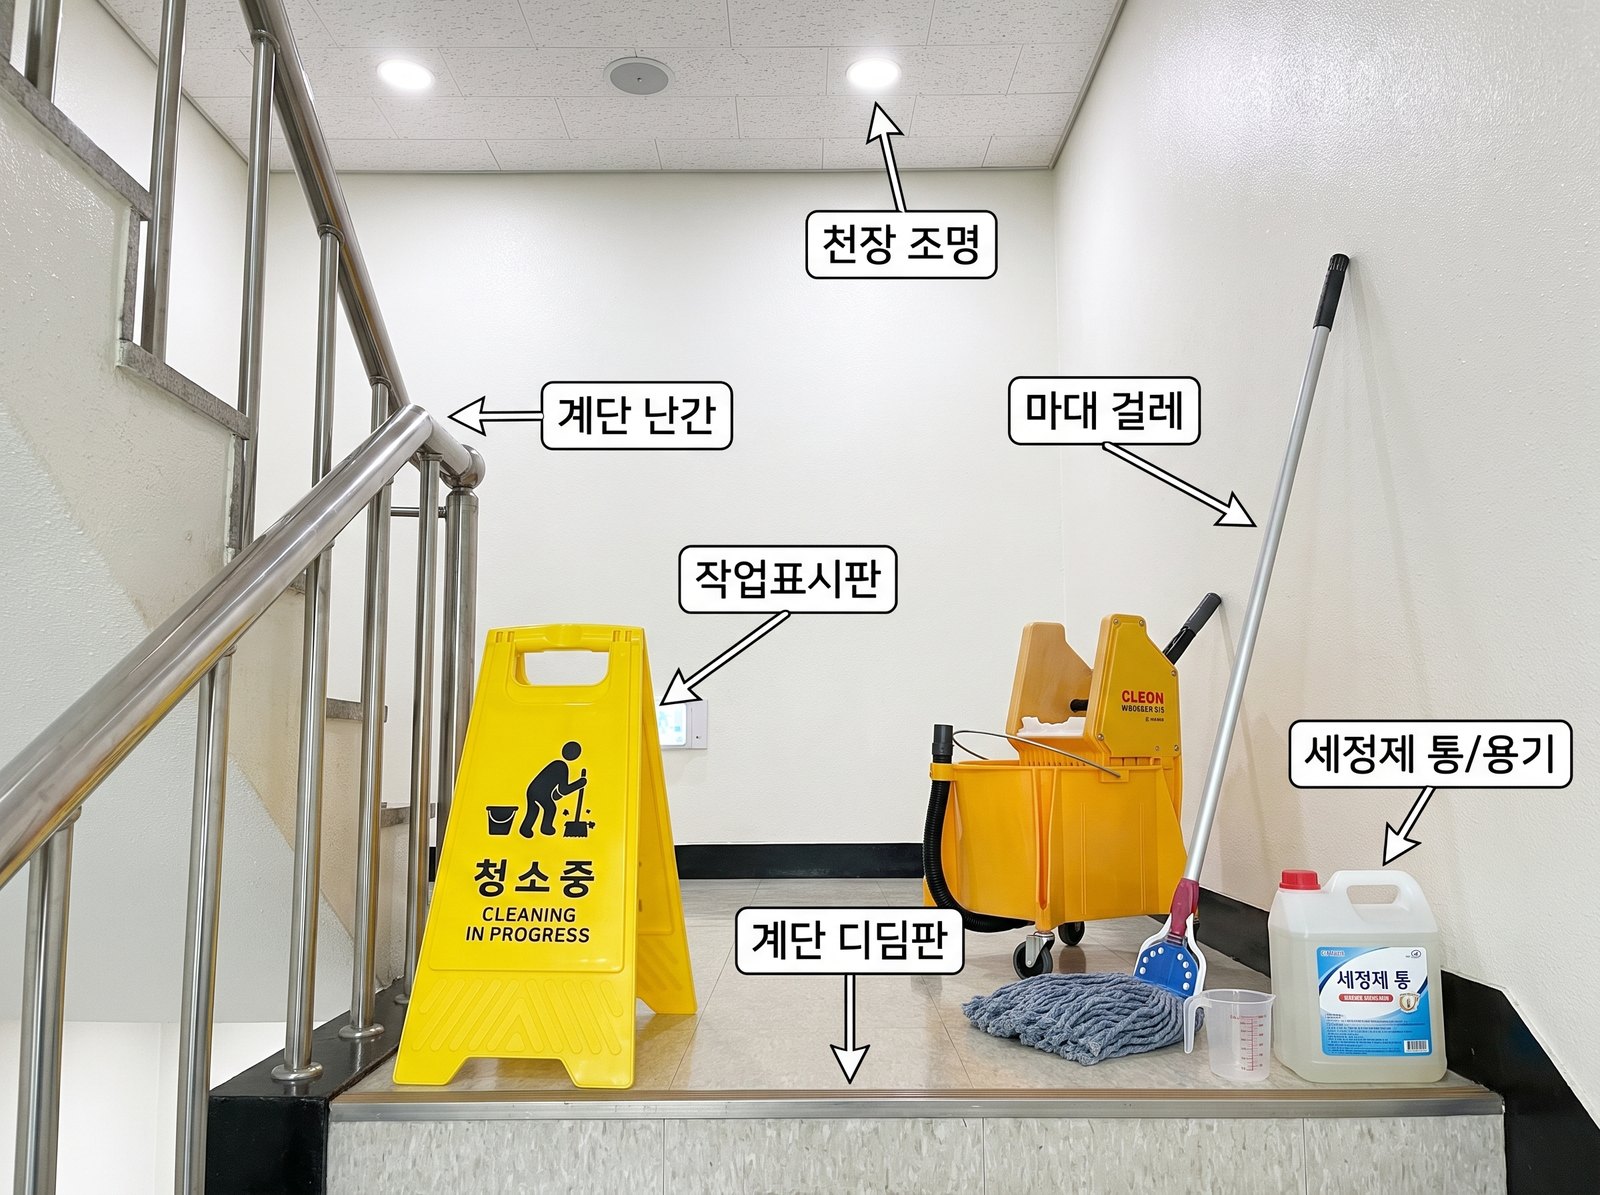 천장 조명
계단 난간
마대 걸레
작업표시판
CLEON
세정제 통/용기
청소중
CLEANING
IN PROGRESS
계단 디딤판
세정제 통